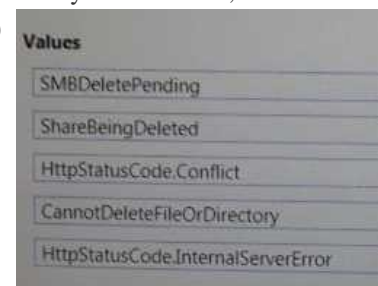 Values
SMBDeletePending
ShareBeingDeleted
HttpStatusCode.Conflict
CannotDeleteFileOrDirectory
HttpStatusCode.InternalServerError